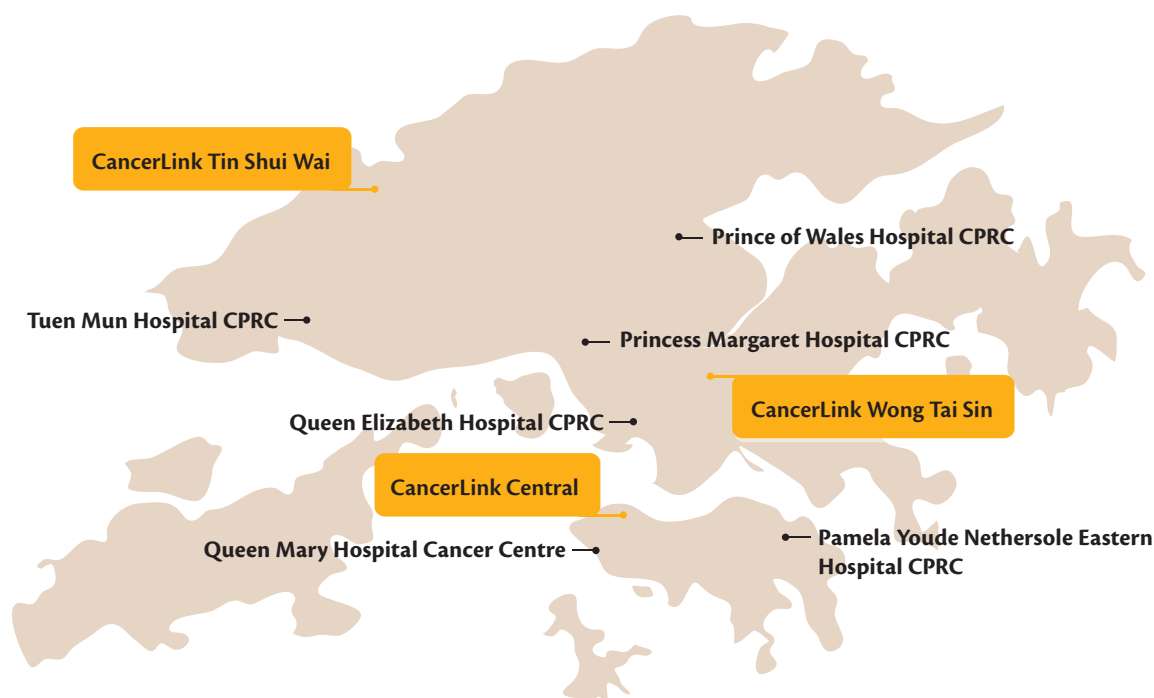 CancerLink Tin Shui Wai
Prince of Wales Hospital CPRC
Tuen Mun Hospital CPRC
Princess Margaret Hospital CPRC
CancerLink Wong Tai Sin
Queen Elizabeth Hospital CPRC
CancerLink Central
Queen Mary Hospital Cancer Centre
Pamela Youde Nethersole Eastern
Hospital CPRC